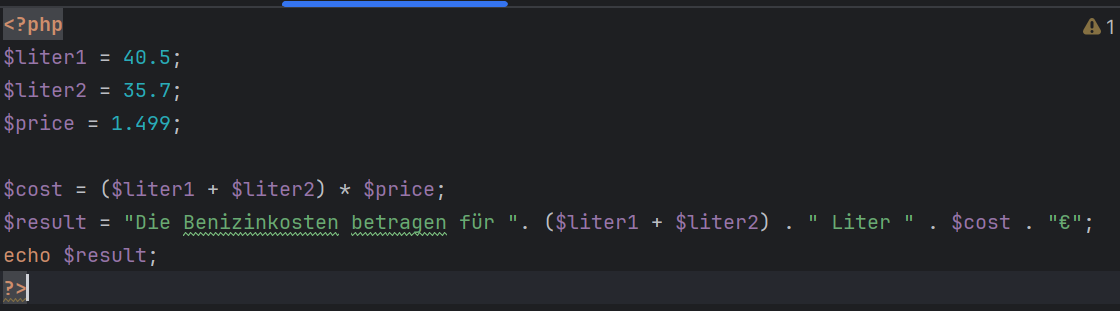 <?php
1
$liter1 = 40.5;
$liter2 = 35.7;
$price = 1.499;
$cost = ($liter1 + $liter2) * $price;
$result = "Die Benizinkosten betragen für ". ($liter1 + $liter2) . " Liter " . $cost . "€";
echo $result;
?>